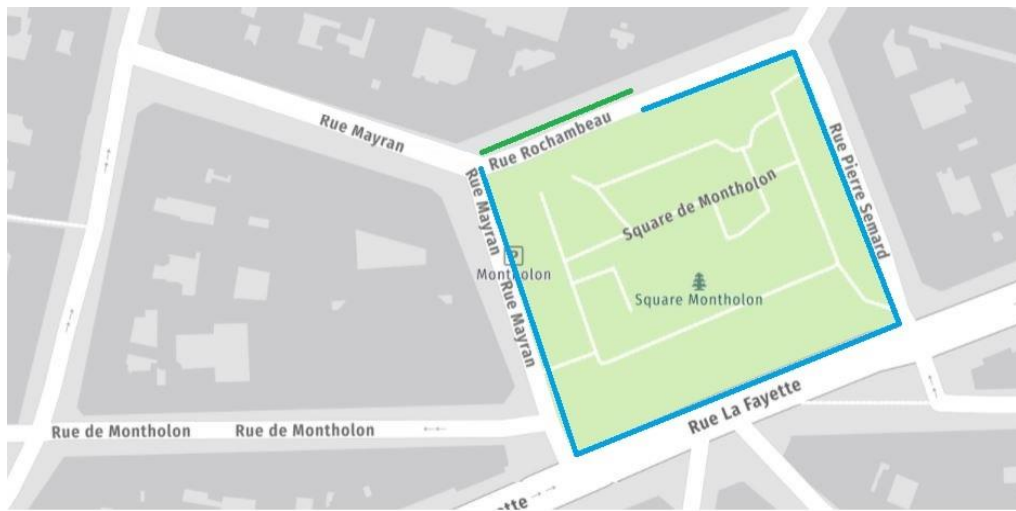 Rue Mayran
Rue Rochambeau
Rue Mayran
Rue Pierre Semard
Square de Montholon
P
Montholon
Square Montholon
Rue Mayran
Rue La Fayette
Rue de Montholon
Rue de Montholon
ette